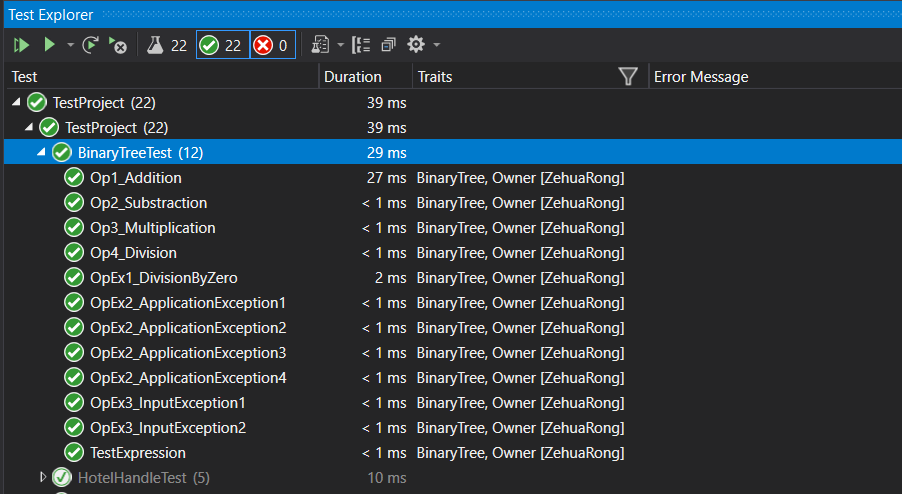 Test Explorer
22 22 0
Test Duration Traits Error Message
TestProject (22) 39 ms
TestProject (22) 39 ms
BinaryTreeTest (12) 29 ms
Op1_Addition 27 ms BinaryTree, Owner [ZehuaRong]
Op2_Substraction < 1 ms BinaryTree, Owner [ZehuaRong]
Op3_Multiplication < 1 ms BinaryTree, Owner [ZehuaRong]
Op4_Division < 1 ms BinaryTree, Owner [ZehuaRong]
OpEx1_DivisionByZero 2 ms BinaryTree, Owner [ZehuaRong]
OpEx2_ApplicationException1 < 1 ms BinaryTree, Owner [ZehuaRong]
OpEx2_ApplicationException2 < 1 ms BinaryTree, Owner [ZehuaRong]
OpEx2_ApplicationException3 < 1 ms BinaryTree, Owner [ZehuaRong]
OpEx2_ApplicationException4 < 1 ms BinaryTree, Owner [ZehuaRong]
OpEx3_InputException1 < 1 ms BinaryTree, Owner [ZehuaRong]
OpEx3_InputException2 < 1 ms BinaryTree, Owner [ZehuaRong]
TestExpression < 1 ms BinaryTree, Owner [ZehuaRong]
HotelHandleTest (5) 10 ms